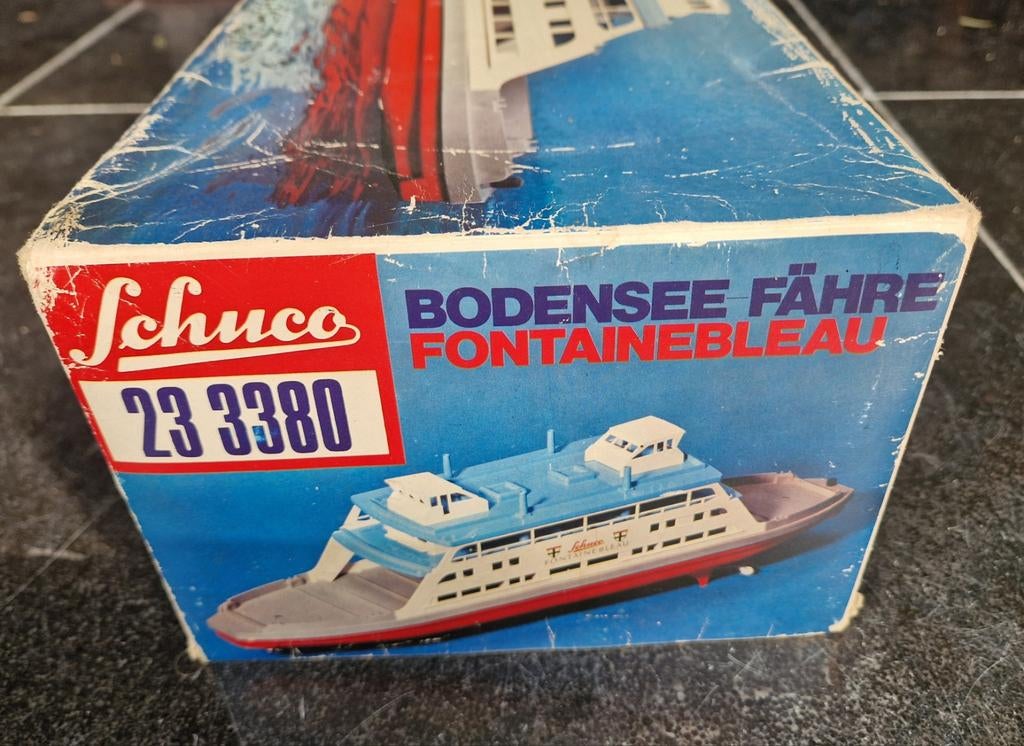 Schuco
23 3380
BODENSEE-FÄHRE
FONTAINEBLEAU
Schuco
FONTAINEBLEAU